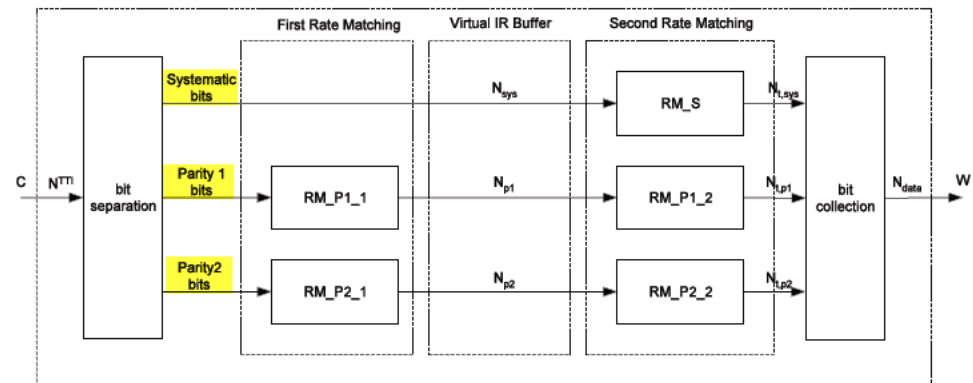 First Rate Matching
Virtual IR Buffer
Second Rate Matching
Systematic
bits
N_sys
RM_S
N_t,sys
C
N^TTI
bit
separation
Parity 1
bits
RM_P1_1
N_p1
RM_P1_2
N_t,p1
bit
collection
N_data
W
Parity2
bits
RM_P2_1
N_p2
RM_P2_2
N_t,p2